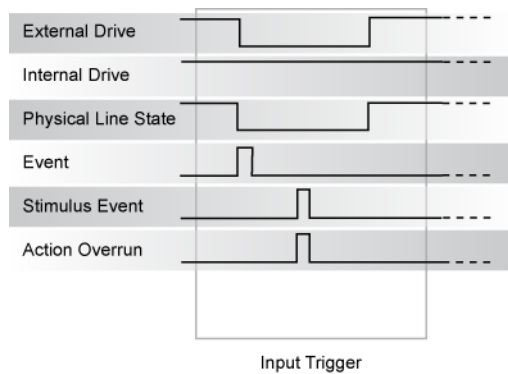 External Drive
Internal Drive
Physical Line State
Event
Stimulus Event
Action Overrun
Input Trigger